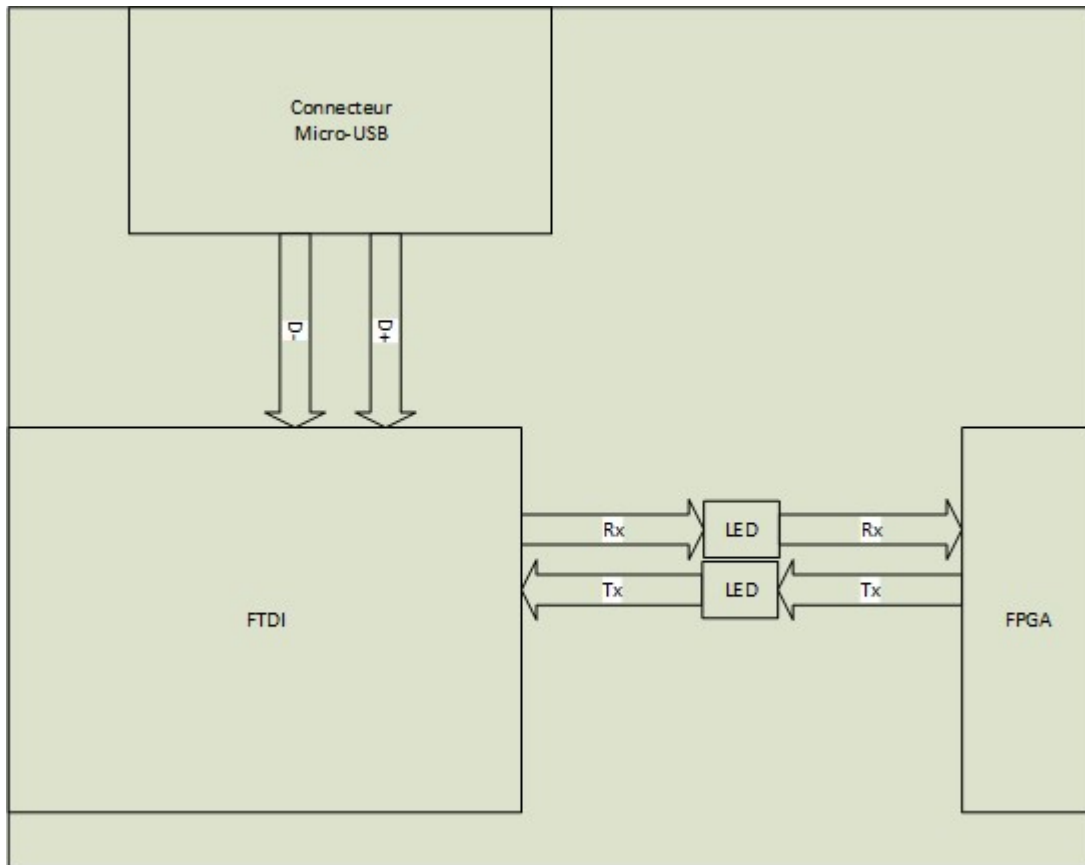 Connecteur
Micro-USB
D-
D+
Rx
LED
Rx
Tx
LED
Tx
FTDI
FPGA